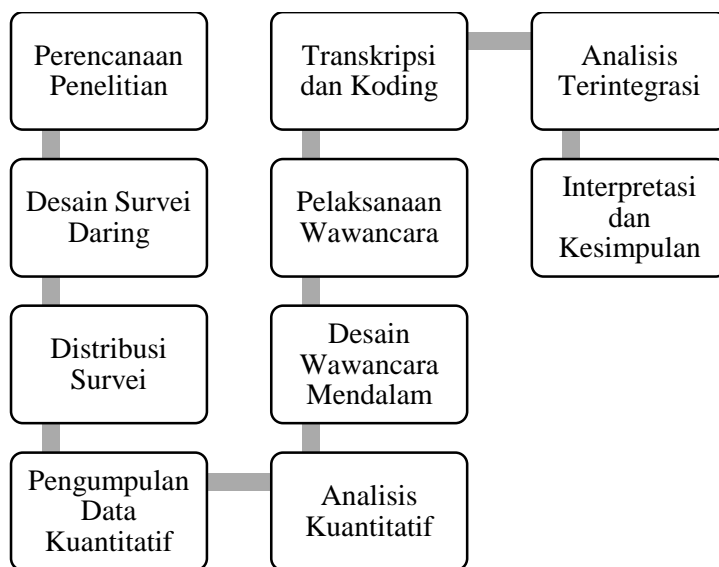 Perencanaan
Penelitian
Desain Survei
Daring
Distribusi
Survei
Pengumpulan
Data
Kuantitatif
Analisis
Kuantitatif
Desain
Wawancara
Mendalam
Pelaksanaan
Wawancara
Transkripsi
dan Koding
Analisis
Terintegrasi
Interpretasi
dan
Kesimpulan